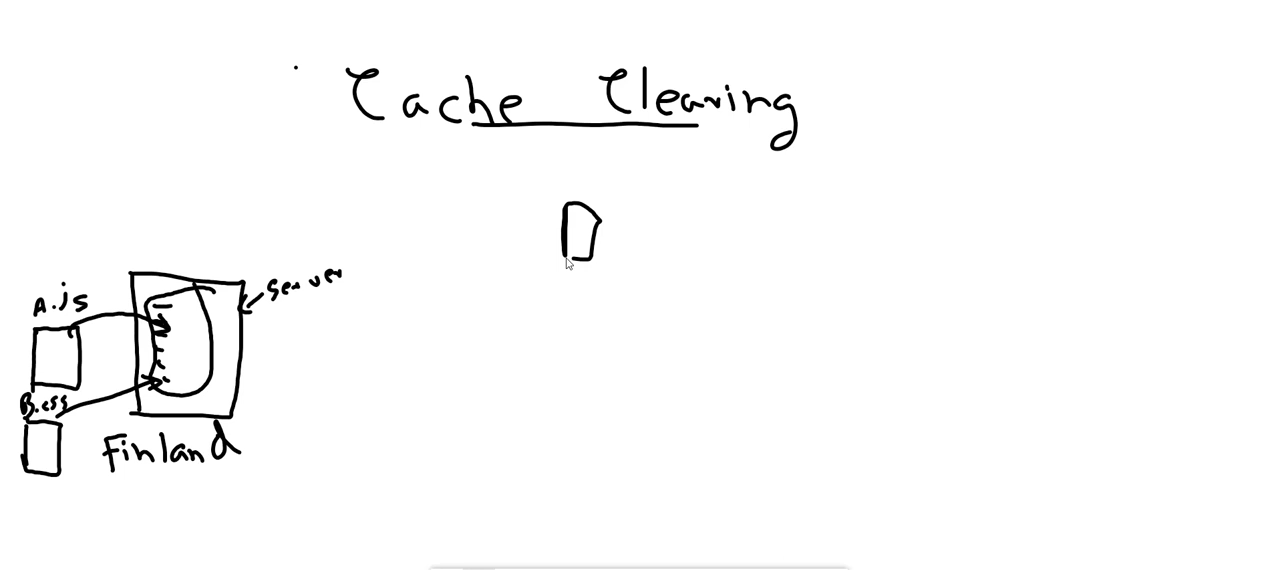 Cache Clearing
server
A.js
B.css
Finland